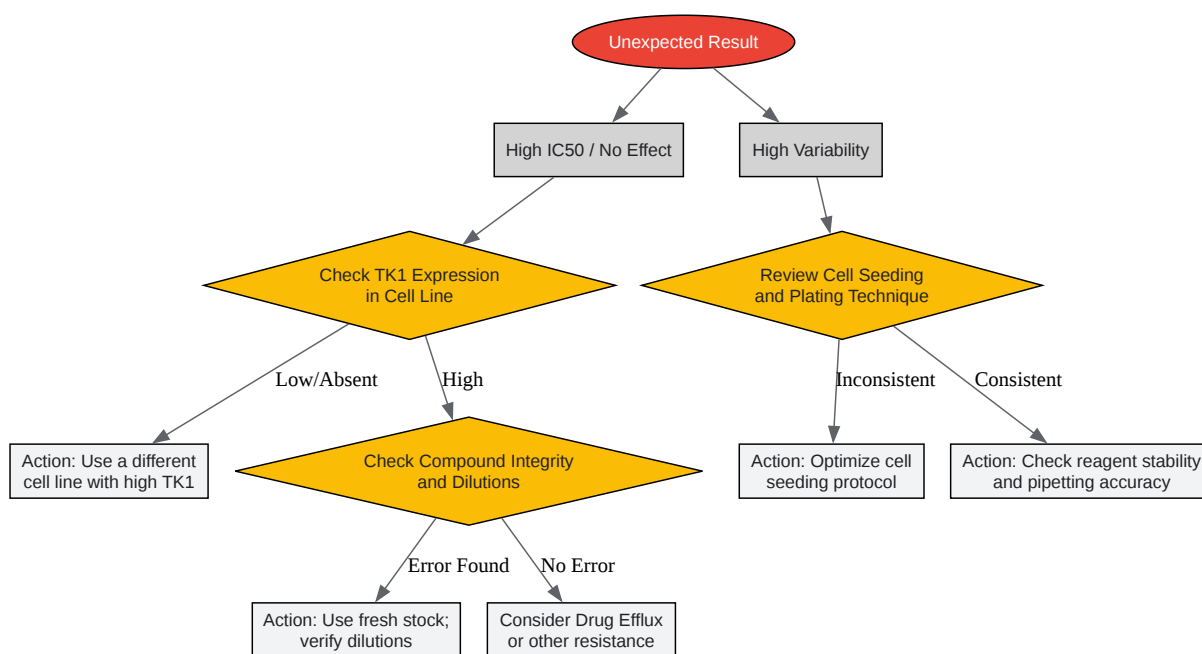 Unexpected Result
High IC50 / No Effect
High Variability
Check TK1 Expression
in Cell Line
Review Cell Seeding
and Plating Technique
Low/Absent
High
Inconsistent
Consistent
Action: Use a different
cell line with high TK1
Check Compound Integrity
and Dilutions
Action: Optimize cell
seeding protocol
Action: Check reagent stability
and pipetting accuracy
Error Found
No Error
Action: Use fresh stock;
verify dilutions
Consider Drug Efflux
or other resistance